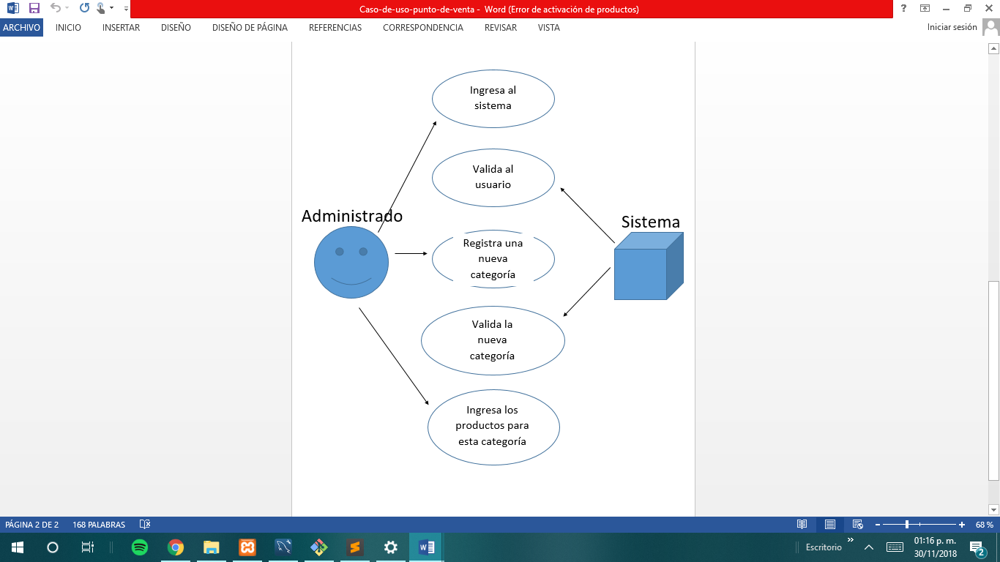 Caso-de-uso-punto-de-venta - Word (Error de activación de productos)
?
ARCHIVO INICIO INSERTAR DISEÑO DISEÑO DE PÁGINA REFERENCIAS CORRESPONDENCIA REVISAR VISTA
Iniciar sesión
Ingresa al
sistema
Valida al
usuario
Administrado
Sistema
Registra una
nueva
categoría
Valida la
nueva
categoría
Ingresa los
productos para
esta categoría
PÁGINA 2 DE 2 168 PALABRAS
68 %
Escritorio
01:16 p. m.
30/11/2018
2